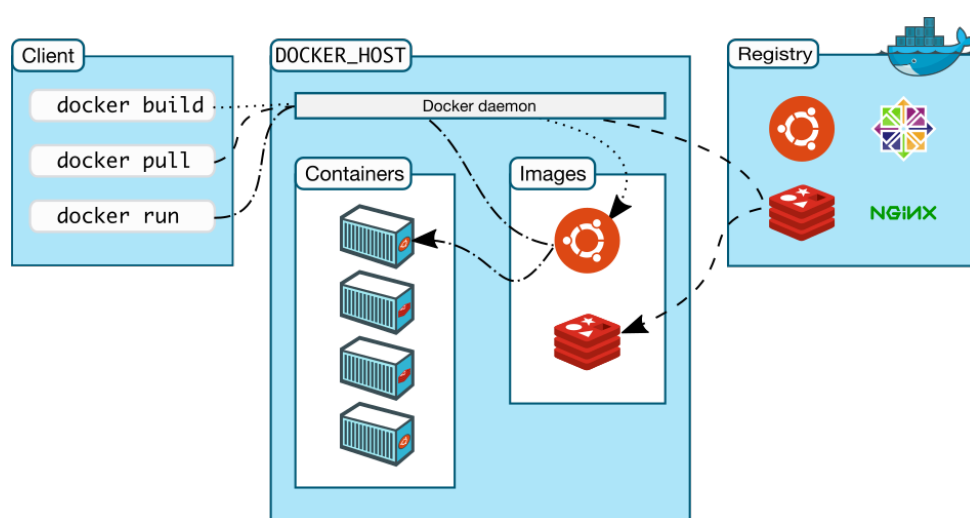 Client
docker build
docker pull
docker run
DOCKER_HOST
Docker daemon
Containers
Images
Registry
NGiNX